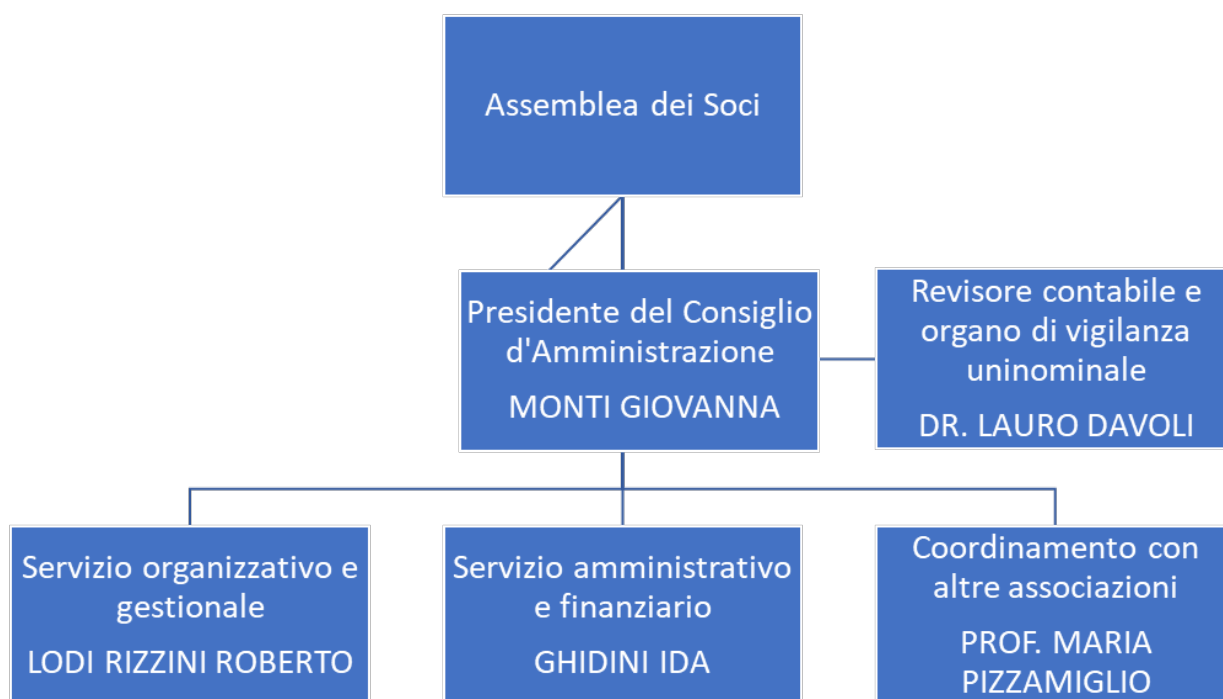 Assemblea dei Soci
Presidente del Consiglio
d'Amministrazione
MONTI GIOVANNA
Revisore contabile e
organo di vigilanza
uninominale
DR. LAURO DAVOLI
Servizio organizzativo e
gestionale
LODI RIZZINI ROBERTO
Servizio amministrativo
e finanziario
GHIDINI IDA
Coordinamento con
altre associazioni
PROF. MARIA
PIZZAMIGLIO